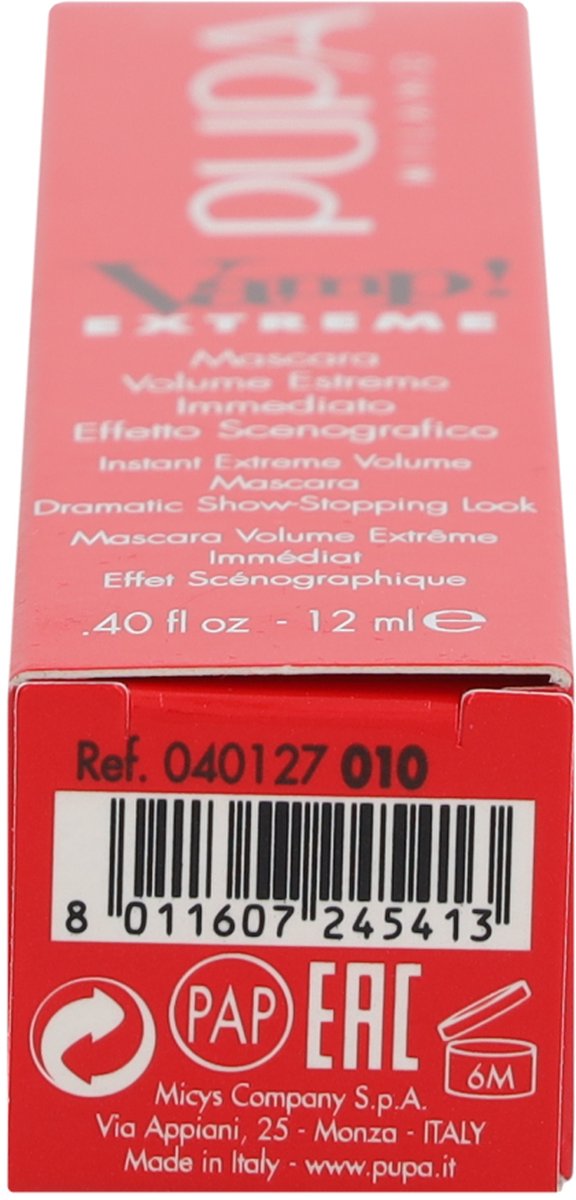 PUPA
MILANO
Vamp!
EXTREME
Mascara
Volume Estremo
Immediato
Effetto Scenografico
Instant Extreme Volume
Mascara
Dramatic Show-Stopping Look
Mascara Volume Extrême
Immédiat
Effet Scénographique
.40 fl oz - 12 ml ℮
Ref. 040127 010
8 011607 245413
PAP
EAC
6M
Micys Company S.p.A.
Via Appiani, 25 - Monza - ITALY
Made in Italy - www.pupa.it